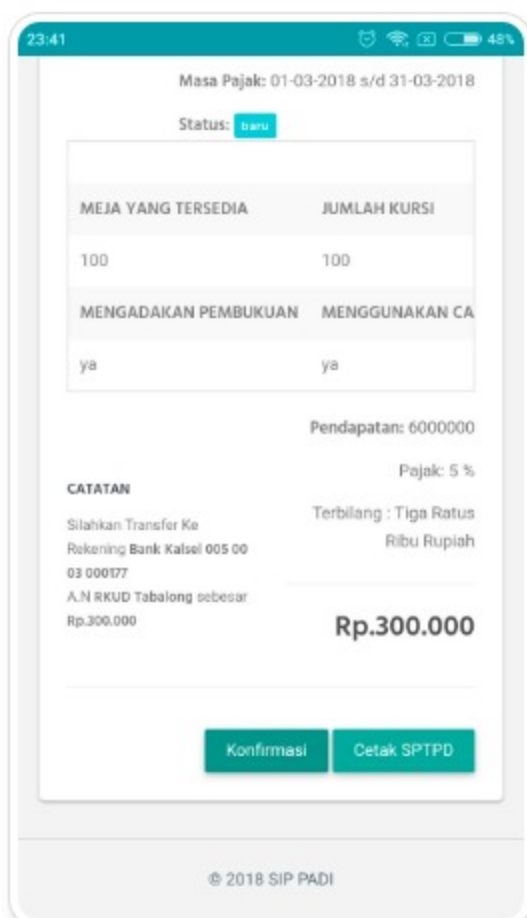 23:41 48%
Masa Pajak: 01-03-2018 s/d 31-03-2018
Status: baru
MEJA YANG TERSEDIA JUMLAH KURSI
100 100
MENGADAKAN PEMBUKUAN MENGGUNAKAN CA
ya ya
Pendapatan: 6000000
Pajak: 5 %
Terbilang : Tiga Ratus
Ribu Rupiah
Rp.300.000
CATATAN
Silahkan Transfer Ke
Rekening Bank Kalsel 005 00
03 000177
A.N RKUD Tabalong sebesar
Rp.300.000
Konfirmasi Cetak SPTPD
© 2018 SIP PADI